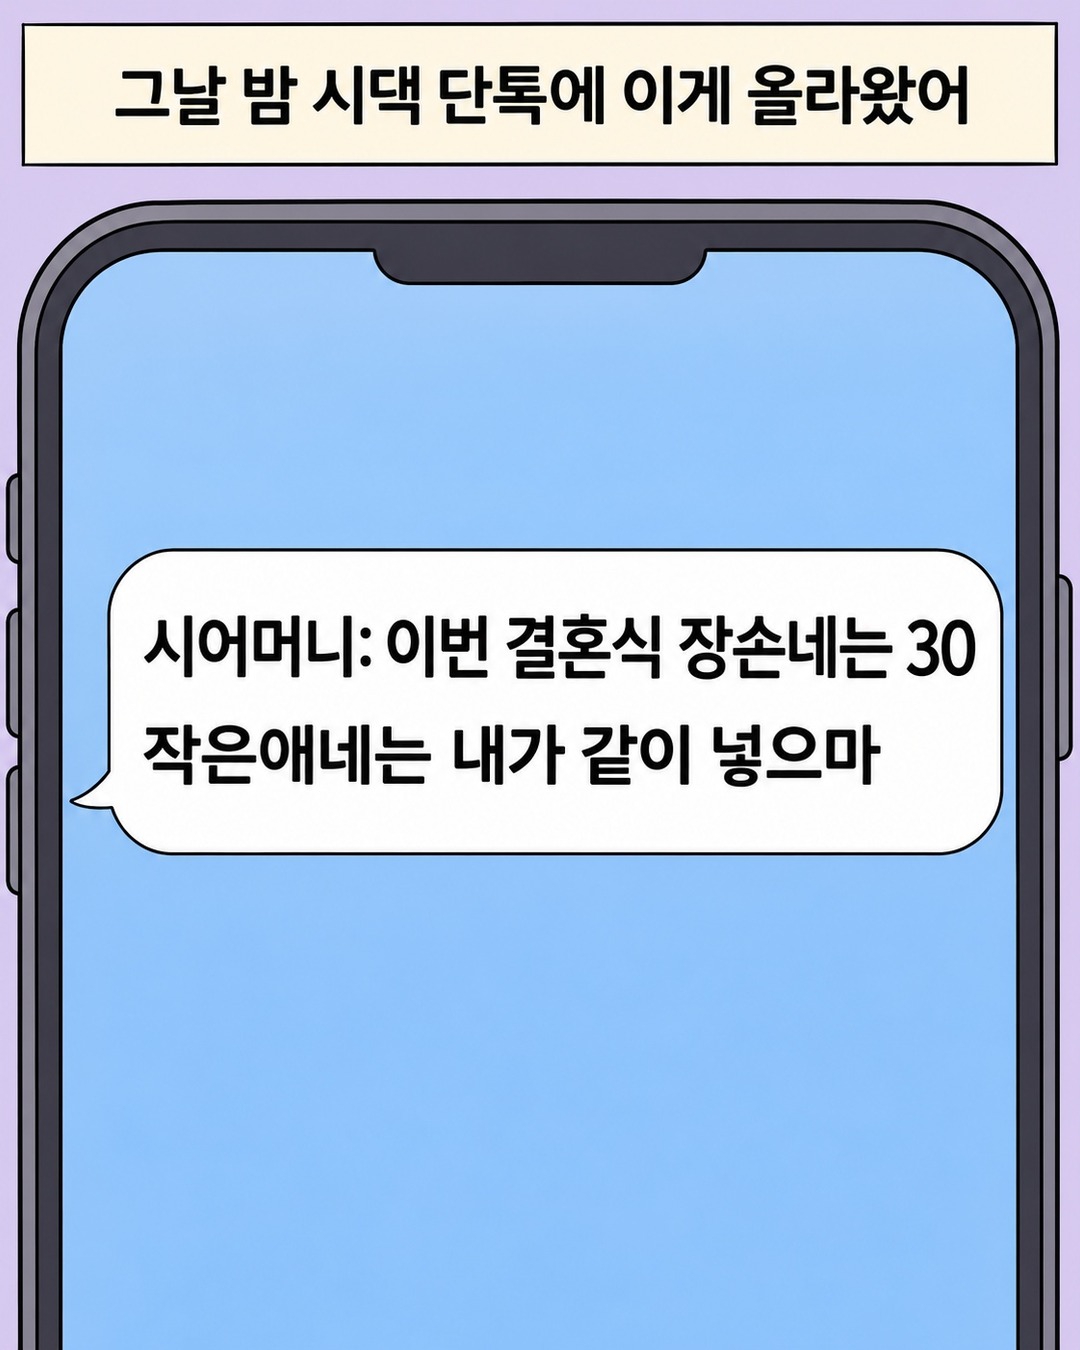 그날 밤 시댁 단톡에 이게 올라왔어
시어머니: 이번 결혼식 장손네는 30
작은애네는 내가 같이 넣으마